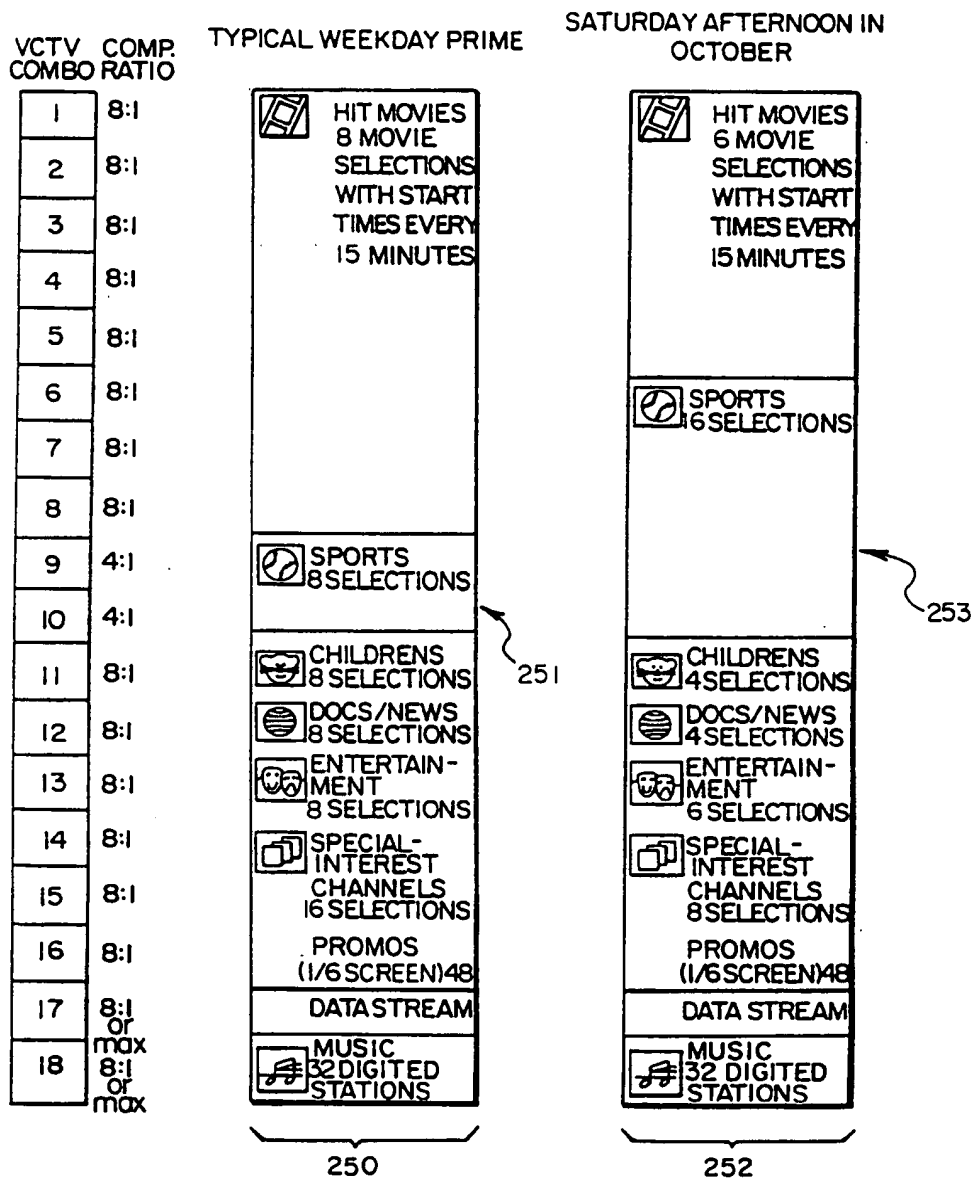 VCTV COMP.
COMBO RATIO
1 8:1
2 8:1
3 8:1
4 8:1
5 8:1
6 8:1
7 8:1
8 8:1
9 4:1
10 4:1
11 8:1
12 8:1
13 8:1
14 8:1
15 8:1
16 8:1
17 8:1
or
max
18 8:1
or
max
TYPICAL WEEKDAY PRIME
HIT MOVIES
8 MOVIE
SELECTIONS
WITH START
TIMES EVERY
15 MINUTES
SPORTS
8 SELECTIONS
251
CHILDRENS
8 SELECTIONS
DOCS/NEWS
8 SELECTIONS
ENTERTAIN-
MENT
8 SELECTIONS
SPECIAL-
INTEREST
CHANNELS
16 SELECTIONS
PROMOS
(1/6 SCREEN)48
DATA STREAM
MUSIC
32 DIGITED
STATIONS
250
SATURDAY AFTERNOON IN
OCTOBER
HIT MOVIES
6 MOVIE
SELECTIONS
WITH START
TIMES EVERY
15 MINUTES
SPORTS
16 SELECTIONS
253
CHILDRENS
4 SELECTIONS
DOCS/NEWS
4 SELECTIONS
ENTERTAIN-
MENT
6 SELECTIONS
SPECIAL-
INTEREST
CHANNELS
8 SELECTIONS
PROMOS
(1/6 SCREEN)48
DATA STREAM
MUSIC
32 DIGITED
STATIONS
252